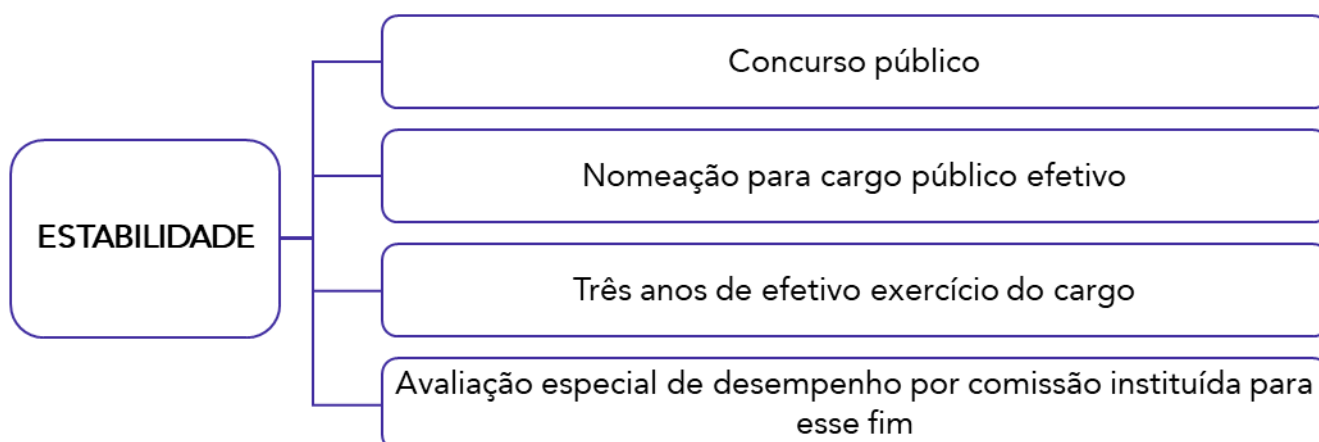 ESTABILIDADE
Concurso público
Nomeação para cargo público efetivo
Três anos de efetivo exercício do cargo
Avaliação especial de desempenho por comissão instituída para
esse fim